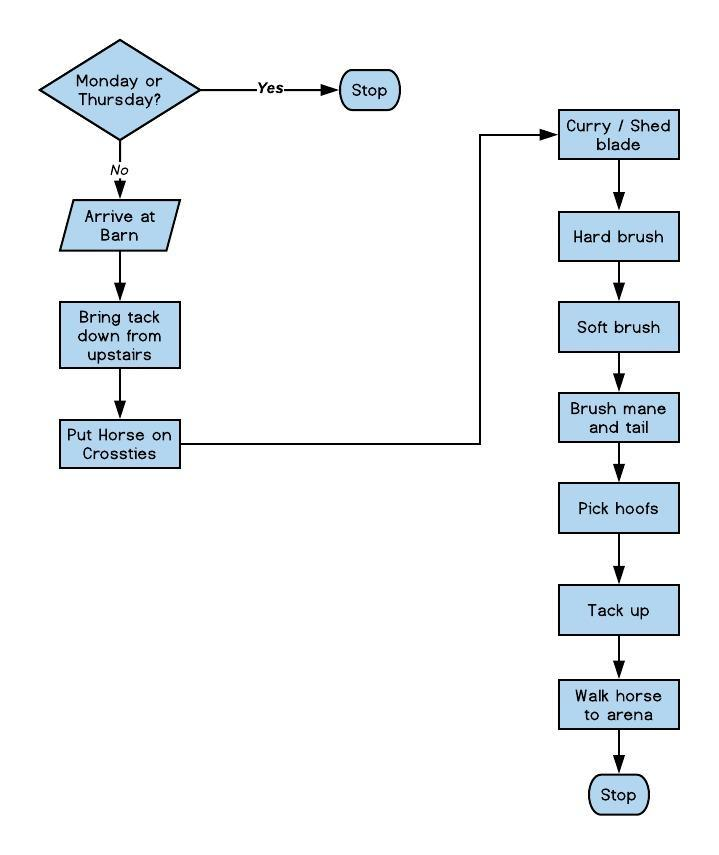 Monday or
Thursday?
Yes
Stop
No
Arrive at
Barn
Bring tack
down from
upstairs
Put Horse on
Crossties
Curry / Shed
blade
Hard brush
Soft brush
Brush mane
and tail
Pick hoofs
Tack up
Walk horse
to arena
Stop